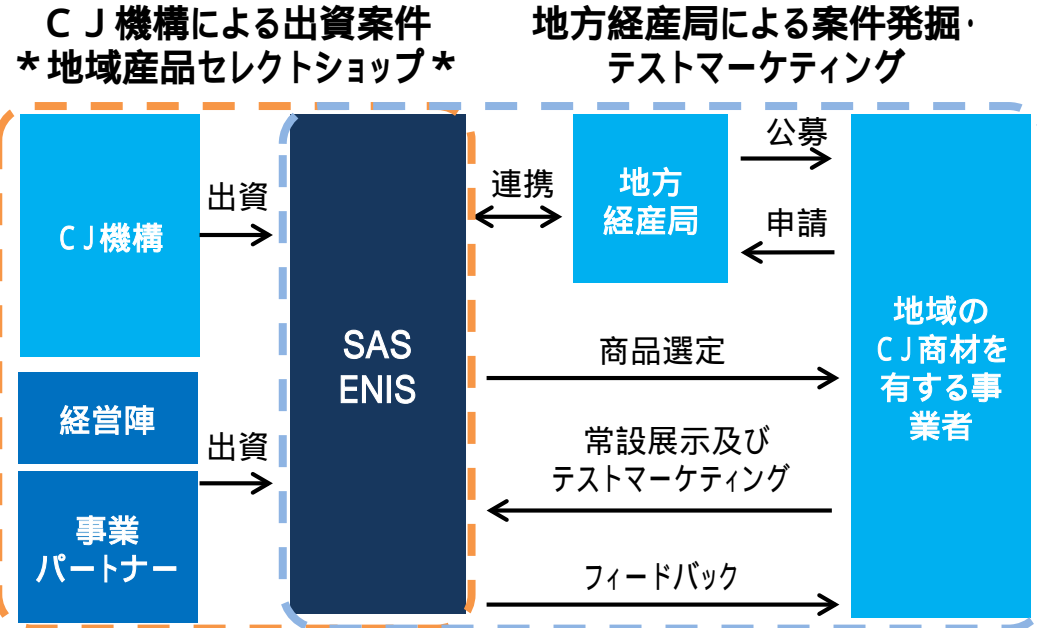 ＣＪ機構による出資案件
＊地域産品セレクトショップ＊
地方経産局による案件発掘・
テストマーケティング
ＣＪ機構
出資
経営陣
事業
パートナー
出資
SAS
ENIS
連携
地方
経産局
公募
申請
商品選定
常設展示及び
テストマーケティング
フィードバック
地域の
ＣＪ商材を
有する事
業者